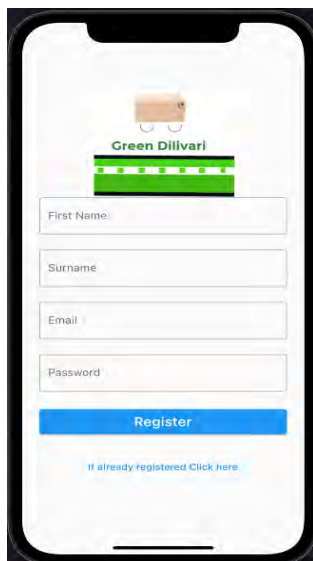 Green Dilivari
First Name
Surname
Email
Password
Register
If already registered Click here